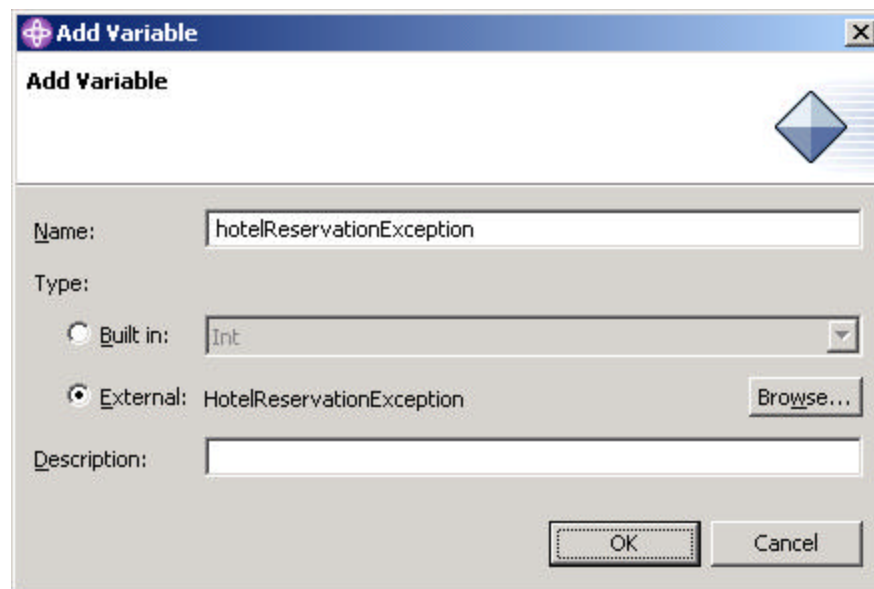 Add Variable
Add Variable
Name: hotelReservationException
Type:
Built in: Int
External: HotelReservationException Browse...
Description:
OK Cancel